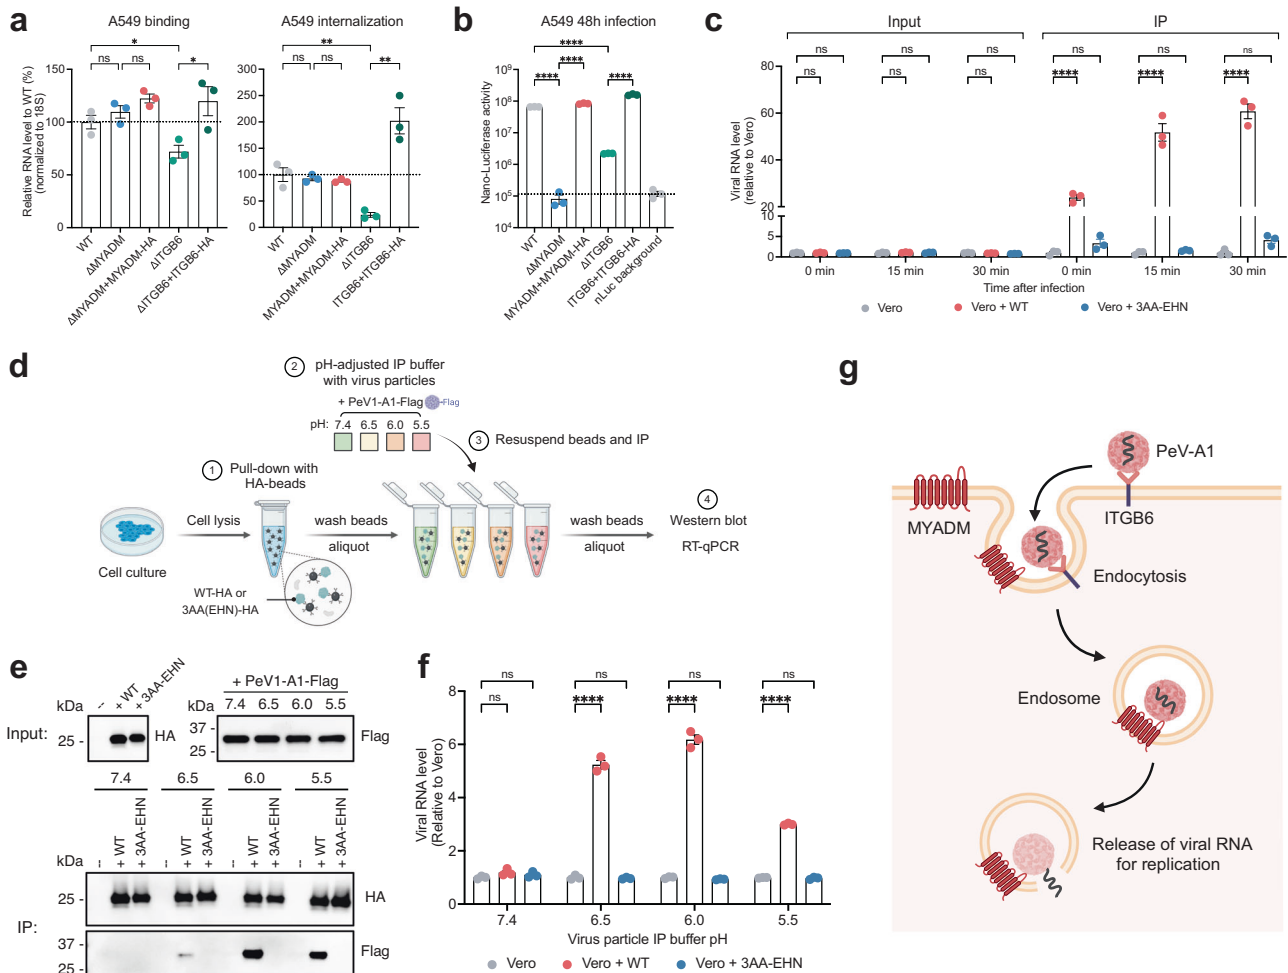 a
A549 binding
A549 internalization
* 
ns
ns
*
**
ns
ns
**
Relative RNA level to WT (%)
(normalized to 18S)
150
100
50
0
300
250
200
150
100
50
0
WT
ΔMYADM
ΔMYADM+MYADM-HA
ΔITGB6
ΔITGB6+ITGB6-HA
WT
ΔMYADM
MYADM+MYADM-HA
ΔITGB6
ITGB6+ITGB6-HA
b
A549 48h infection
****
****
****
****
Nano-Luciferase activity
10⁹
10⁸
10⁷
10⁶
10⁵
10⁴
WT
ΔMYADM
MYADM+MYADM-HA
ΔITGB6
ITGB6+ITGB6-HA
nLuc background
c
Input
IP
ns
ns
ns
ns
ns
ns
ns
ns
ns
****
****
****
Viral RNA level
(relative to Vero)
80
60
40
20
10
5
0
0 min
15 min
30 min
0 min
15 min
30 min
Time after infection
Vero
Vero + WT
Vero + 3AA-EHN
d
2
pH-adjusted IP buffer
with virus particles
+ PeV1-A1-Flag
-Flag
pH:
7.4
6.5
6.0
5.5
3
Resuspend beads and IP
1
Pull-down with
HA-beads
4
Cell lysis
wash beads
aliquot
wash beads
aliquot
Western blot
RT-qPCR
Cell culture
WT-HA or
3AA(EHN)-HA
e
kDa
--
+ WT
+ 3AA-EHN
kDa
+ PeV1-A1-Flag
7.4
6.5
6.0
5.5
Input:
25 -
HA
37 -
25 -
Flag
7.4
6.5
6.0
5.5
kDa
--
+ WT
+ 3AA-EHN
--
+ WT
+ 3AA-EHN
--
+ WT
+ 3AA-EHN
--
+ WT
+ 3AA-EHN
25 -
HA
IP:
37 -
25 -
Flag
f
ns
ns
ns
ns
ns
****
****
****
Viral RNA level
(Relative to Vero)
8
6
4
2
0
7.4
6.5
6.0
5.5
Virus particle IP buffer pH
Vero
Vero + WT
Vero + 3AA-EHN
g
PeV-A1
MYADM
ITGB6
Endocytosis
Endosome
Release of viral RNA
for replication